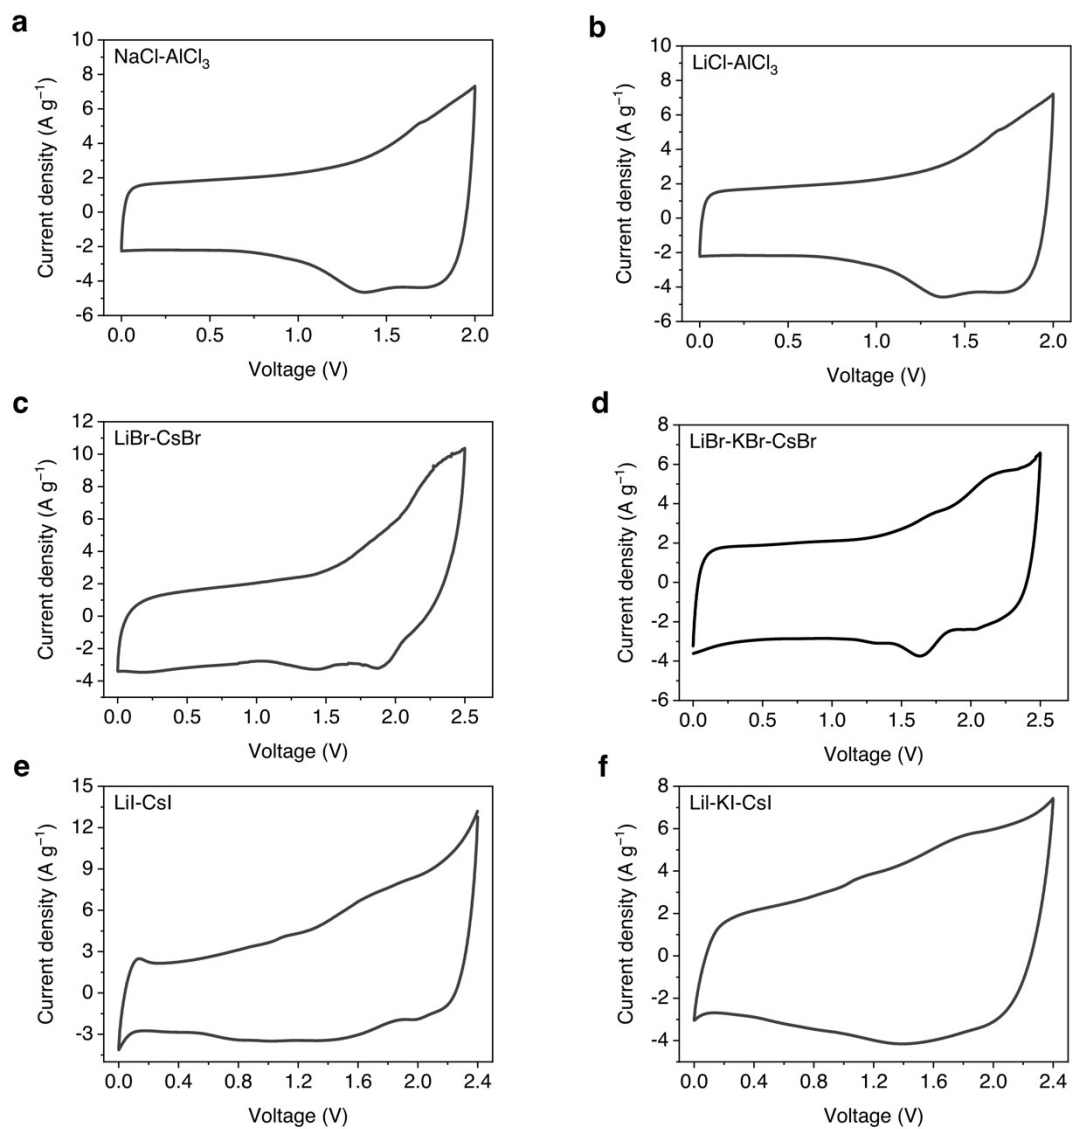 a
NaCl-AlCl₃
Current density (A g⁻¹)
10
8
6
4
2
0
-2
-4
-6
0.0 0.5 1.0 1.5 2.0
Voltage (V)
b
LiCl-AlCl₃
Current density (A g⁻¹)
10
8
6
4
2
0
-2
-4
-6
0.0 0.5 1.0 1.5 2.0
Voltage (V)
c
LiBr-CsBr
Current density (A g⁻¹)
12
10
8
6
4
2
0
-2
-4
0.0 0.5 1.0 1.5 2.0 2.5
Voltage (V)
d
LiBr-KBr-CsBr
Current density (A g⁻¹)
8
6
4
2
0
-2
-4
-6
0.0 0.5 1.0 1.5 2.0 2.5
Voltage (V)
e
LiI-CsI
Current density (A g⁻¹)
15
12
9
6
3
0
-3
0.0 0.4 0.8 1.2 1.6 2.0 2.4
Voltage (V)
f
LiI-KI-CsI
Current density (A g⁻¹)
8
6
4
2
0
-2
-4
0.0 0.4 0.8 1.2 1.6 2.0 2.4
Voltage (V)